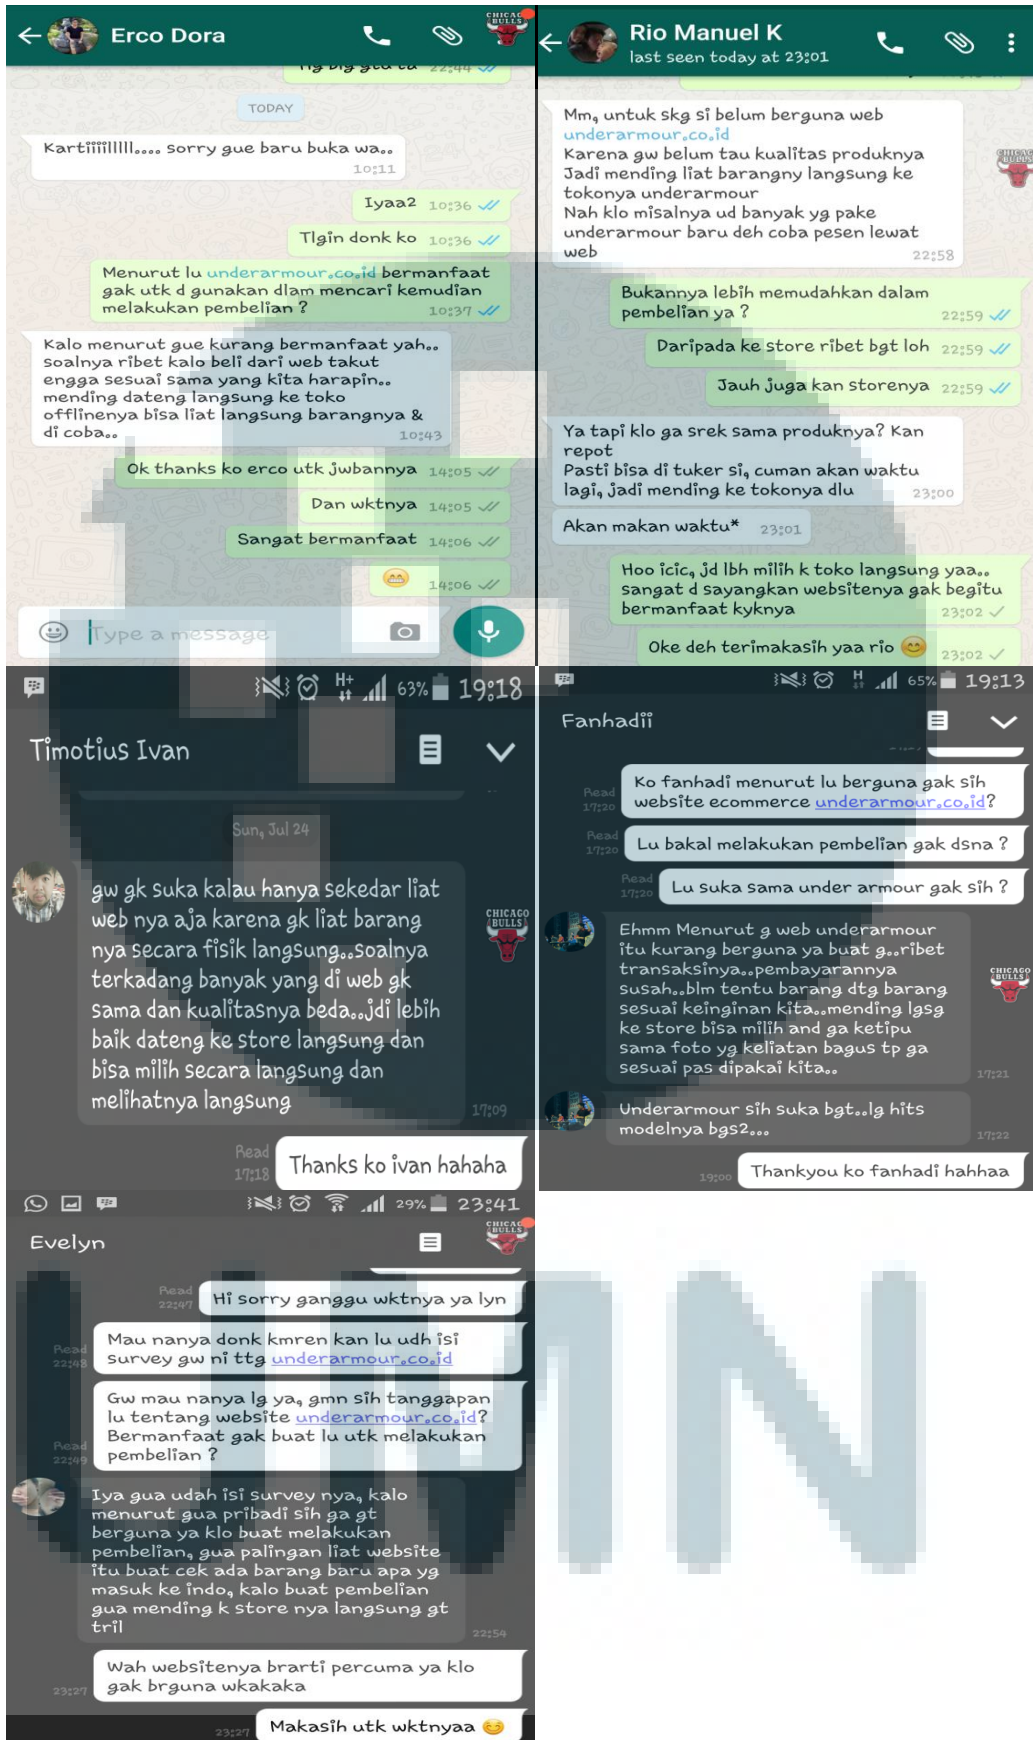 Erco Dora
CHICAGO
BULLS
22:44
TODAY
Kartiiiilllll.... sorry gue baru buka wa..
10:11
Iyaa2 10:36
Tlgin donk ko 10:36
Menurut lu underarmour.co.id bermanfaat
gak utk d gunakan dlam mencari kemudian
melakukan pembelian ? 10:37
Kalo menurut gue kurang bermanfaat yah..
soalnya ribet kalo beli dari web takut
engga sesuai sama yang kita harapin..
mending dateng langsung ke toko
offlinenya bisa liat langsung barangnya &
di coba.. 10:43
Ok thanks ko erco utk jwbannya 14:05
Dan wktnya 14:05
Sangat bermanfaat 14:06
14:06
Type a message
Rio Manuel K
last seen today at 23:01
Mm, untuk skg si belum berguna web
underarmour.co.id
Karena gw belum tau kualitas produknya
Jadi mending liat barangny langsung ke
tokonya underarmour
Nah klo misalnya ud banyak yg pake
underarmour baru deh coba pesen lewat
web 22:58
CHICAGO
BULLS
Bukannya lebih memudahkan dalam
pembelian ya ? 22:59
Daripada ke store ribet bgt loh 22:59
Jauh juga kan storenya 22:59
Ya tapi klo ga srek sama produknya? Kan
repot
Pasti bisa di tuker si, cuman akan waktu
lagi, jadi mending ke tokonya dlu 23:00
Akan makan waktu* 23:01
Hoo icic, jd lbh milih k toko langsung yaa..
sangat d sayangkan websitenya gak begitu
bermanfaat kyknya 23:02
Oke deh terimakasih yaa rio 23:02
H+ 63% 19:18
Timotius Ivan
Sun, Jul 24
gw gk suka kalau hanya sekedar liat
web nya aja karena gk liat barang
nya secara fisik langsung..soalnya
terkadang banyak yang di web gk
sama dan kualitasnya beda..jdi lebih
baik dateng ke store langsung dan
bisa milih secara langsung dan
melihatnya langsung
17:09
CHICAGO
BULLS
Read
17:18
Thanks ko ivan hahaha
H 65% 19:13
Fanhadii
Read
17:20
Ko fanhadi menurut lu berguna gak sih
website ecommerce underarmour.co.id?
Read
17:20
Lu bakal melakukan pembelian gak dsna ?
Read
17:20
Lu suka sama under armour gak sih ?
Ehmm Menurut g web underarmour
itu kurang berguna ya buat g..ribet
transaksinya..pembayarannya
susah..blm tentu barang dtg barang
sesuai keinginan kita..mending lgsg
ke store bisa milih and ga ketipu
sama foto yg keliatan bagus tp ga
sesuai pas dipakai kita..
17:21
CHICAGO
BULLS
Underarmour sih suka bgt..lg hits
modelnya bgs2...
17:22
19:00
Thankyou ko fanhadi hahhaa
29% 23:41
Evelyn
CHICAGO
BULLS
Read
22:47
Hi sorry ganggu wktnya ya lyn
Read
22:48
Mau nanya donk kmren kan lu udh isi
survey gw ni ttg underarmour.co.id
Read
22:49
Gw mau nanya lg ya, gmn sih tanggapan
lu tentang website underarmour.co.id?
Bermanfaat gak buat lu utk melakukan
pembelian ?
Iya gua udah isi survey nya, kalo
menurut gua pribadi sih ga gt
berguna ya klo buat melakukan
pembelian, gua palingan liat website
itu buat cek ada barang baru apa yg
masuk ke indo, kalo buat pembelian
gua mending k store nya langsung gt
tril
22:54
Wah websitenya brarti percuma ya klo
gak brguna wkakaka
23:27
Makasih utk wktnyaa
23:27
UMN